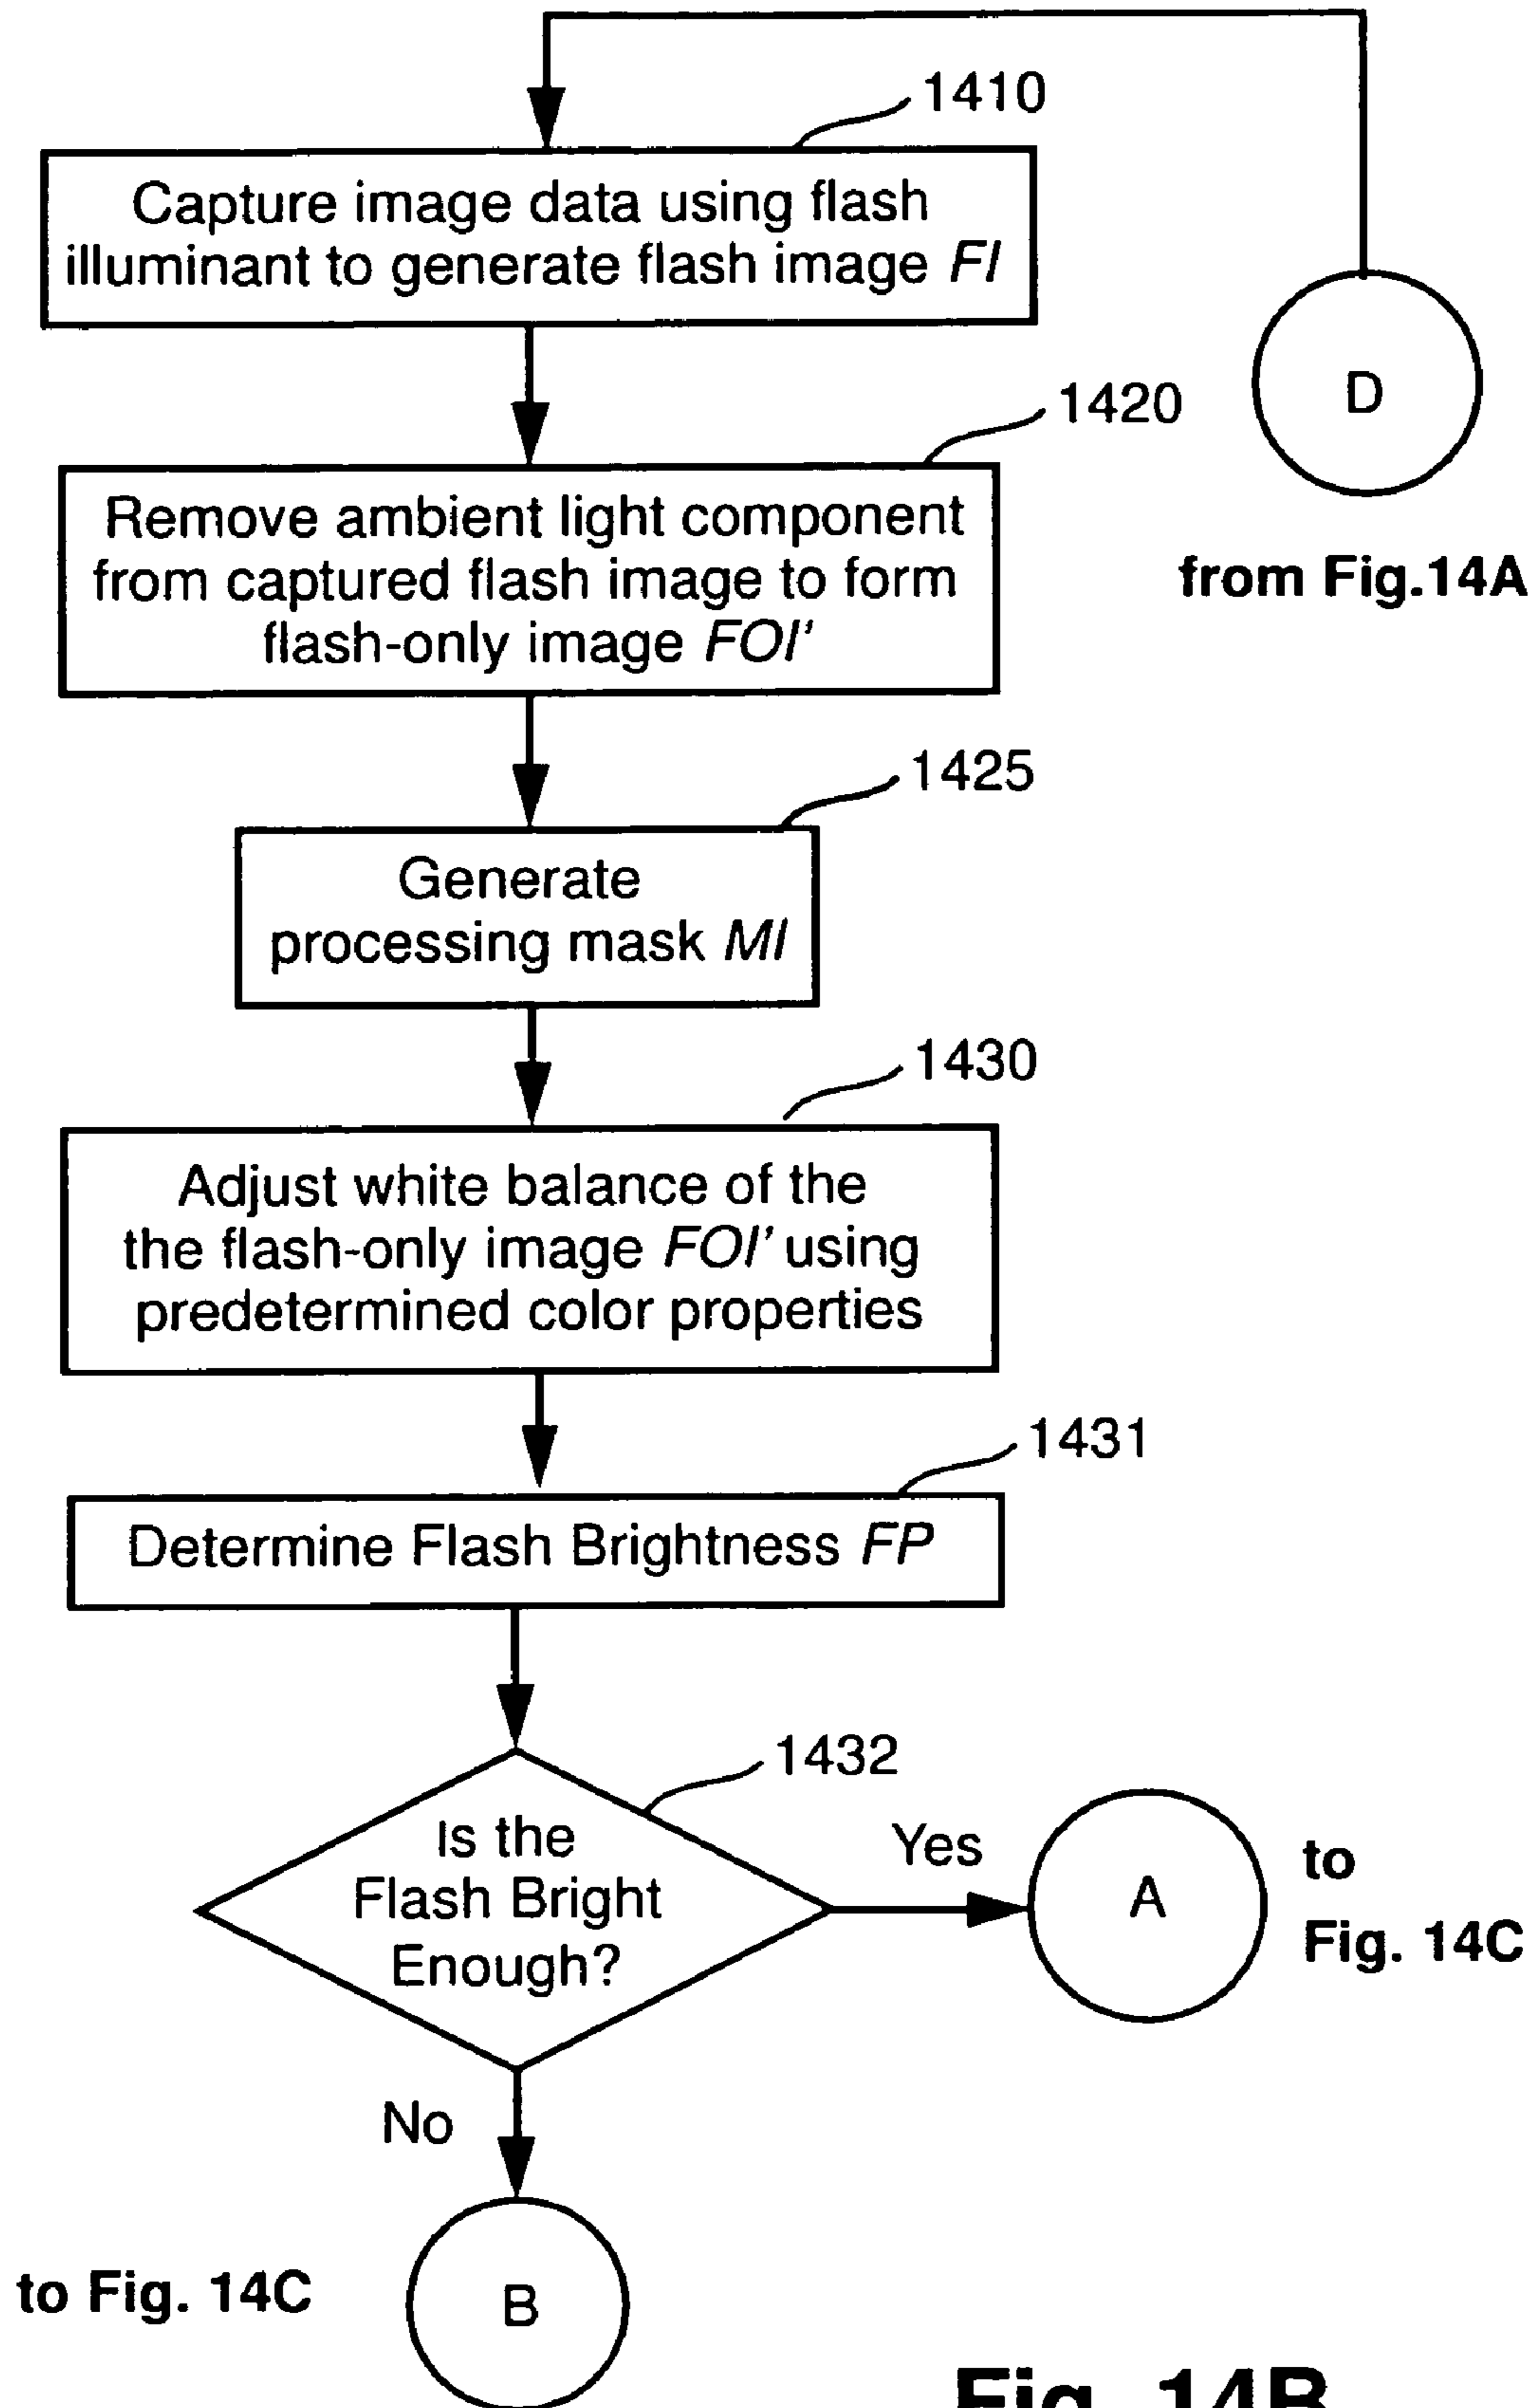 1410
Capture image data using flash
illuminant to generate flash image FI
D
1420
from Fig.14A
Remove ambient light component
from captured flash image to form
flash-only image FOI'
1425
Generate
processing mask MI
1430
Adjust white balance of the
the flash-only image FOI' using
predetermined color properties
1431
Determine Flash Brightness FP
1432
Is the
Flash Bright
Enough?
Yes
A
to
Fig. 14C
No
to Fig. 14C
B
Fig. 14B